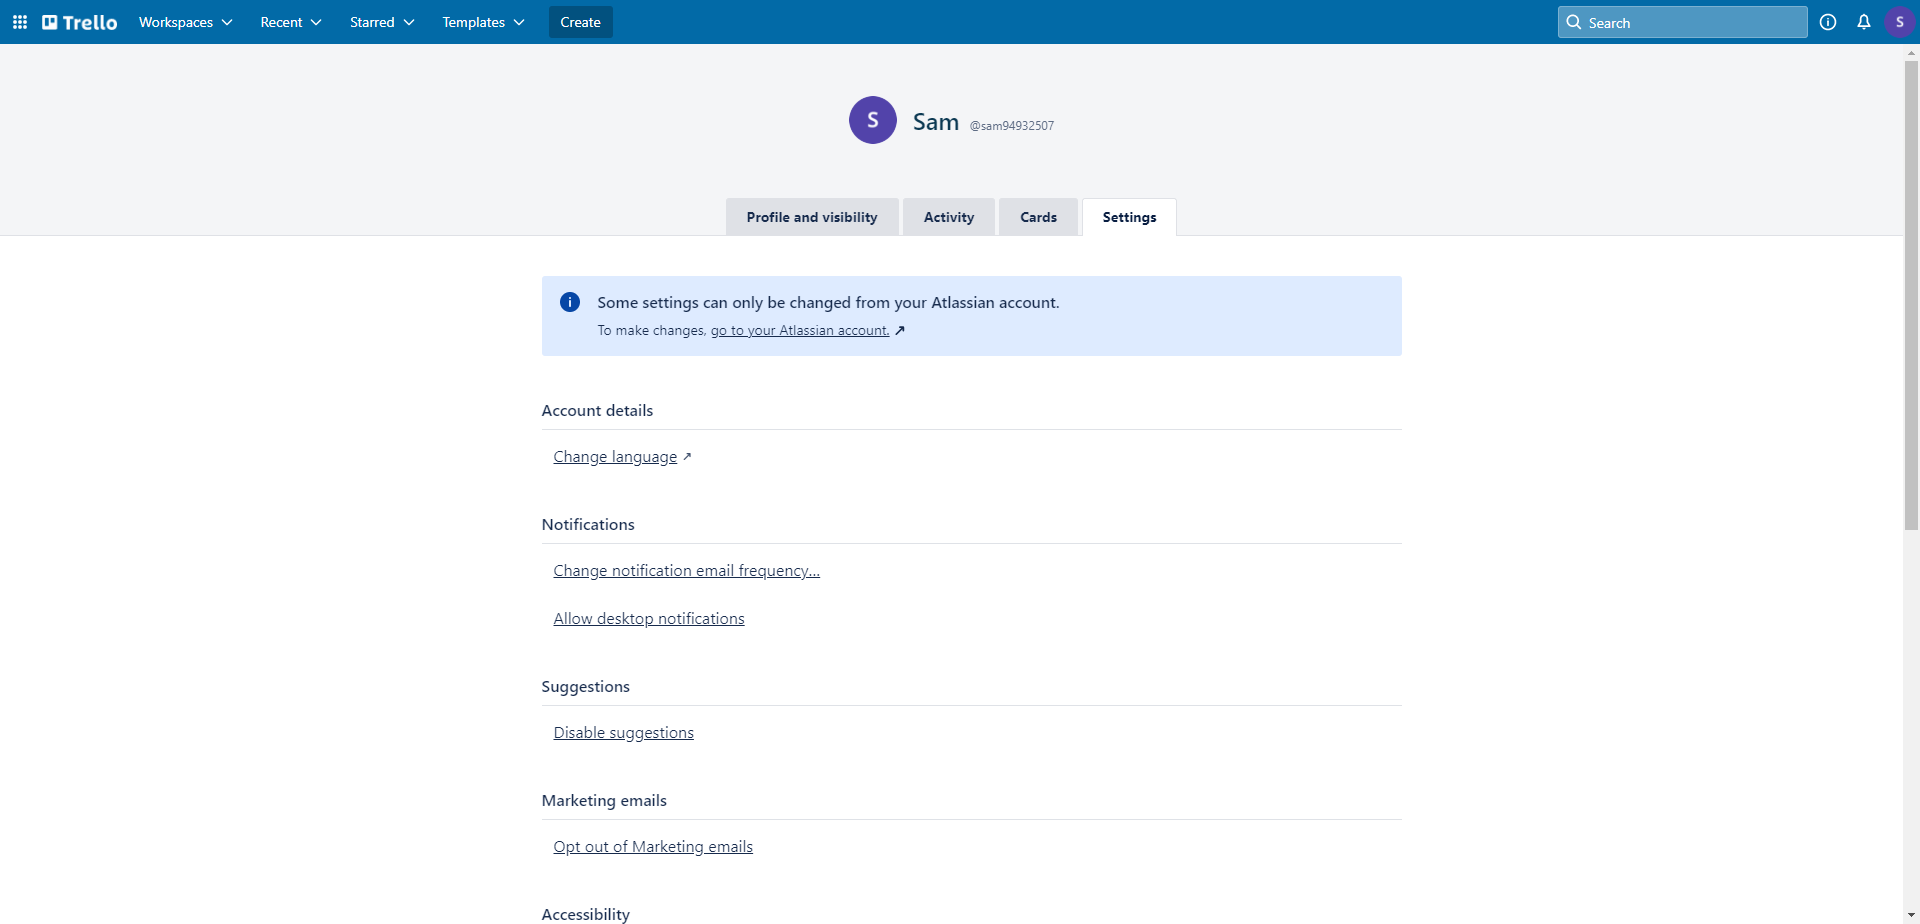 Trello Workspaces Recent Starred Templates Create Search S
S Sam @sam94932507
Profile and visibility Activity Cards Settings
Some settings can only be changed from your Atlassian account.
To make changes, go to your Atlassian account.
Account details
Change language
Notifications
Change notification email frequency...
Allow desktop notifications
Suggestions
Disable suggestions
Marketing emails
Opt out of Marketing emails
Accessibility